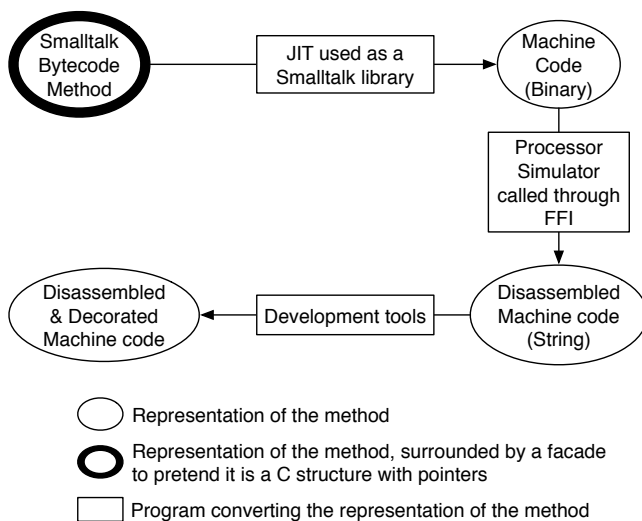 Smalltalk
Bytecode
Method
JIT used as a
Smalltalk library
Machine
Code
(Binary)
Processor
Simulator
called through
FFI
Disassembled
& Decorated
Machine code
Development tools
Disassembled
Machine code
(String)
Representation of the method
Representation of the method, surrounded by a facade
to pretend it is a C structure with pointers
Program converting the representation of the method